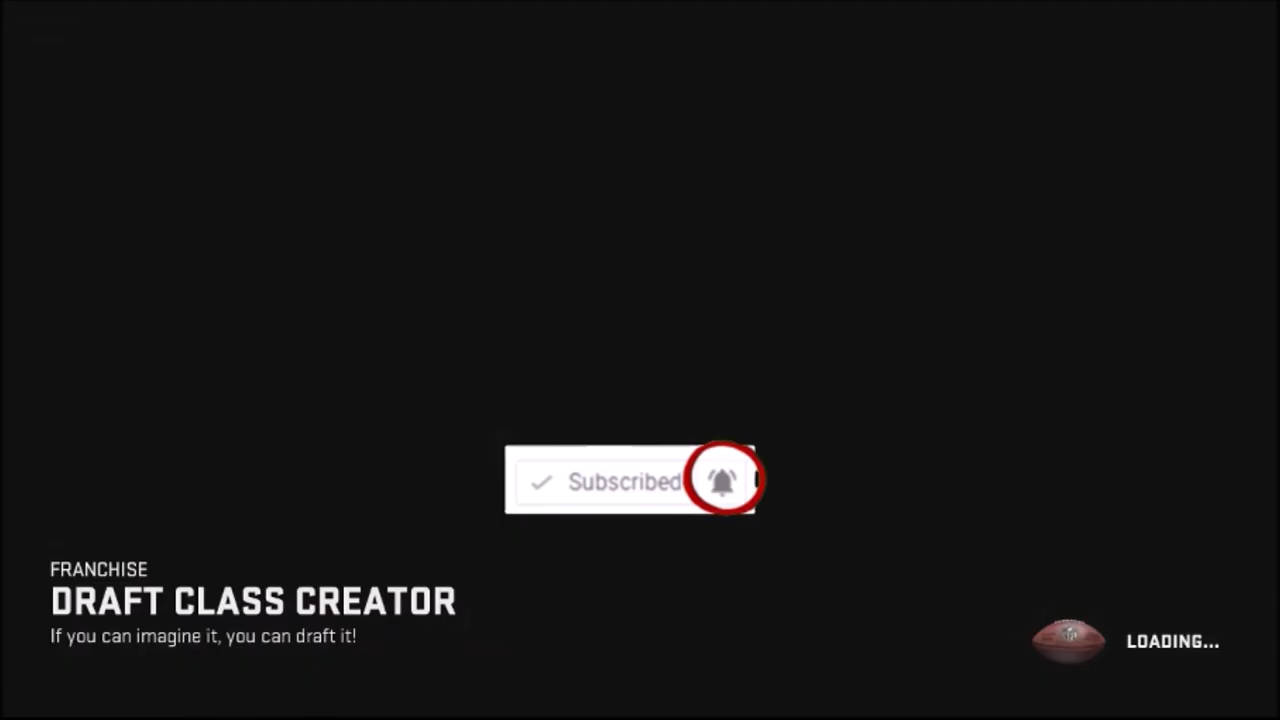 Subscribed
FRANCHISE
DRAFT CLASS CREATOR
If you can imagine it, you can draft it!
LOADING...